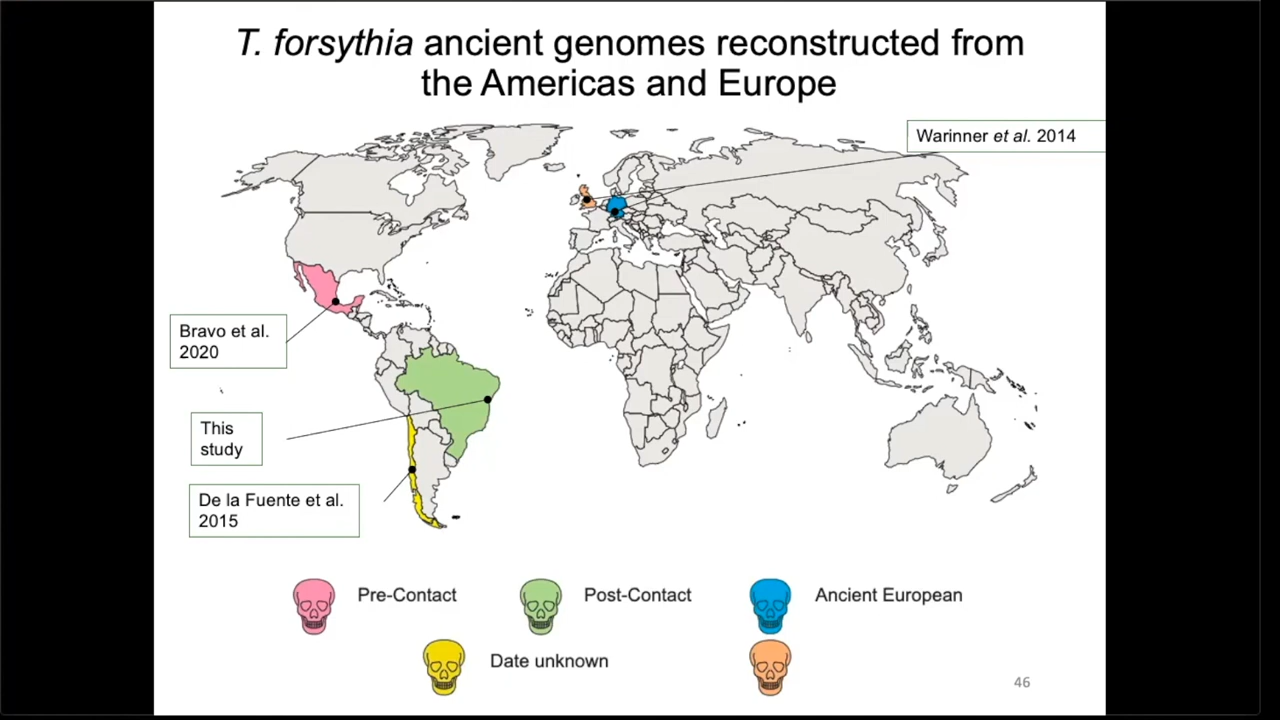 T. forsythia ancient genomes reconstructed from
the Americas and Europe
Warinner et al. 2014
Bravo et al.
2020
This
study
De la Fuente et al.
2015
Pre-Contact
Post-Contact
Ancient European
Date unknown
46